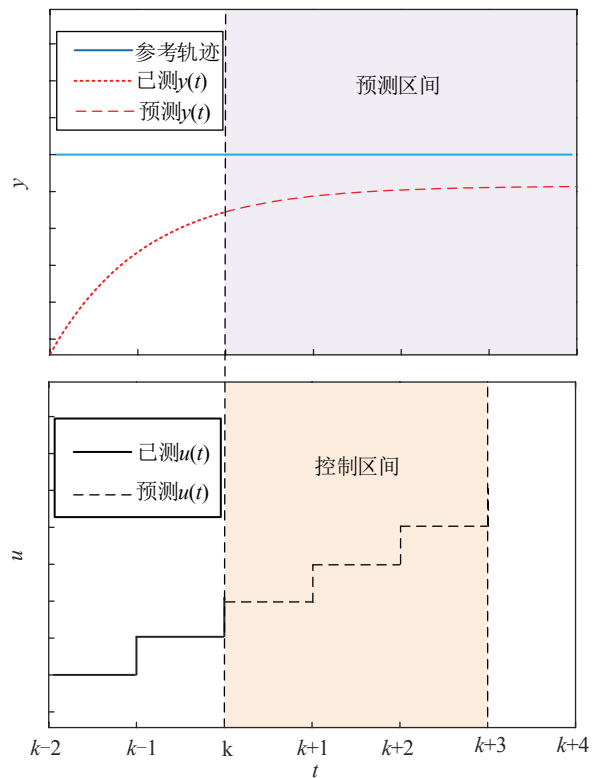 参考轨迹
已测y(t)
预测y(t)
预测区间
y
已测u(t)
预测u(t)
控制区间
u
k−2 k−1 k k+1 k+2 k+3 k+4
t